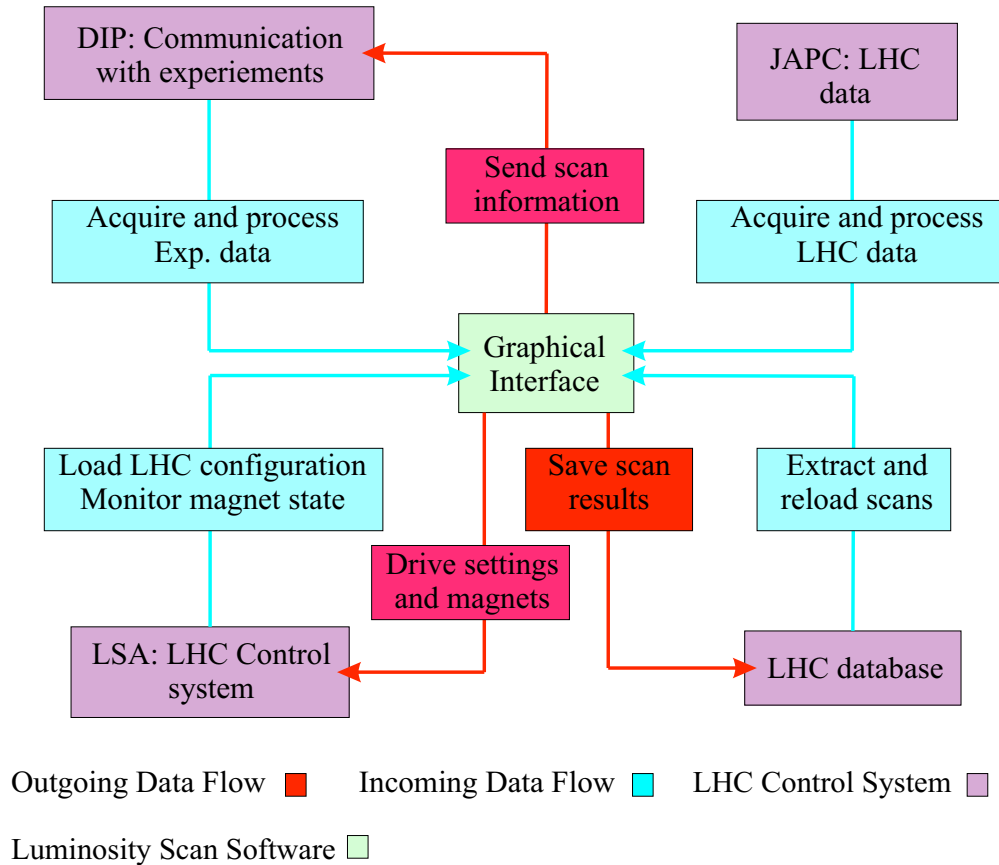 DIP: Communication
with experiements
JAPC: LHC
data
Send scan
information
Acquire and process
Exp. data
Acquire and process
LHC data
Graphical
Interface
Load LHC configuration
Monitor magnet state
Save scan
results
Extract and
reload scans
Drive settings
and magnets
LSA: LHC Control
system
LHC database
Outgoing Data Flow
Incoming Data Flow
LHC Control System
Luminosity Scan Software